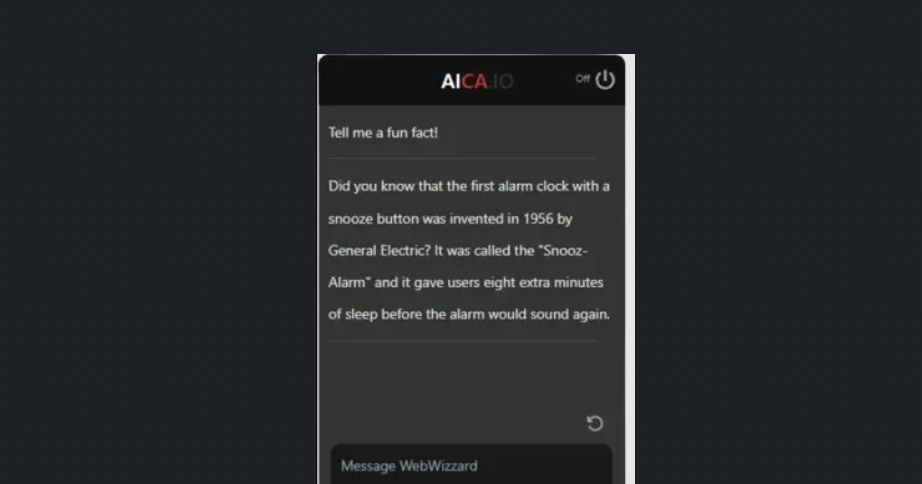 AICA.IO
Off
Tell me a fun fact!
Did you know that the first alarm clock with a
snooze button was invented in 1956 by
General Electric? It was called the "Snooz-
Alarm" and it gave users eight extra minutes
of sleep before the alarm would sound again.
Message WebWizzard